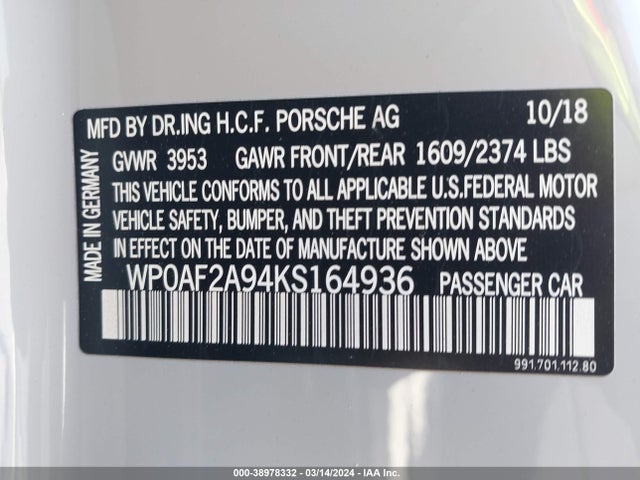 MFD BY DR.ING H.C.F. PORSCHE AG 10/18
GVWR 3953 GAWR FRONT/REAR 1609/2374 LBS
THIS VEHICLE CONFORMS TO ALL APPLICABLE U.S.FEDERAL MOTOR
VEHICLE SAFETY, BUMPER, AND THEFT PREVENTION STANDARDS
IN EFFECT ON THE DATE OF MANUFACTURE SHOWN ABOVE.
WP0AF2A94KS164936 PASSENGER CAR
991.701.112.80
MADE IN GERMANY
000-38978332 / 03/14/2024 - IAA Inc.